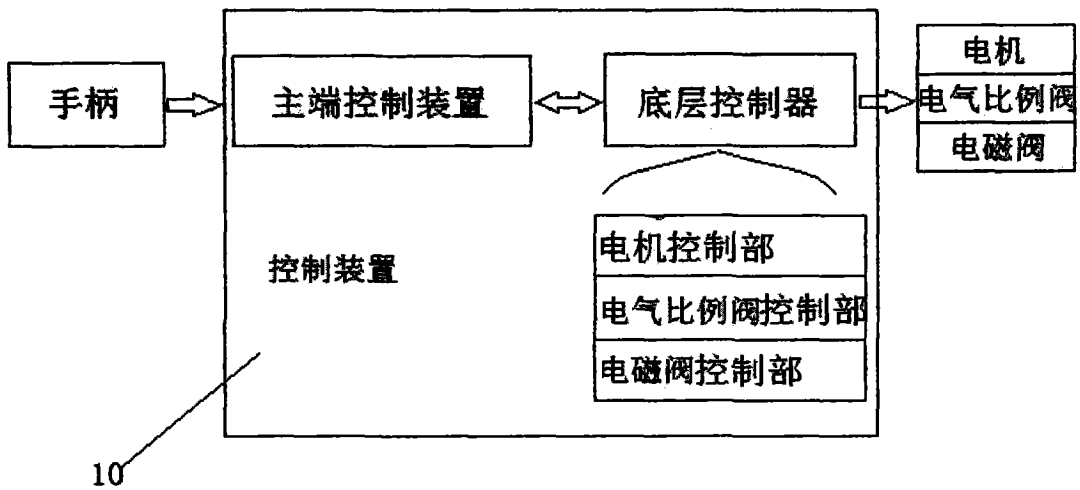 手柄
主端控制装置
底层控制器
电机
电气比例阀
电磁阀
控制装置
电机控制部
电气比例阀控制部
电磁阀控制部
10